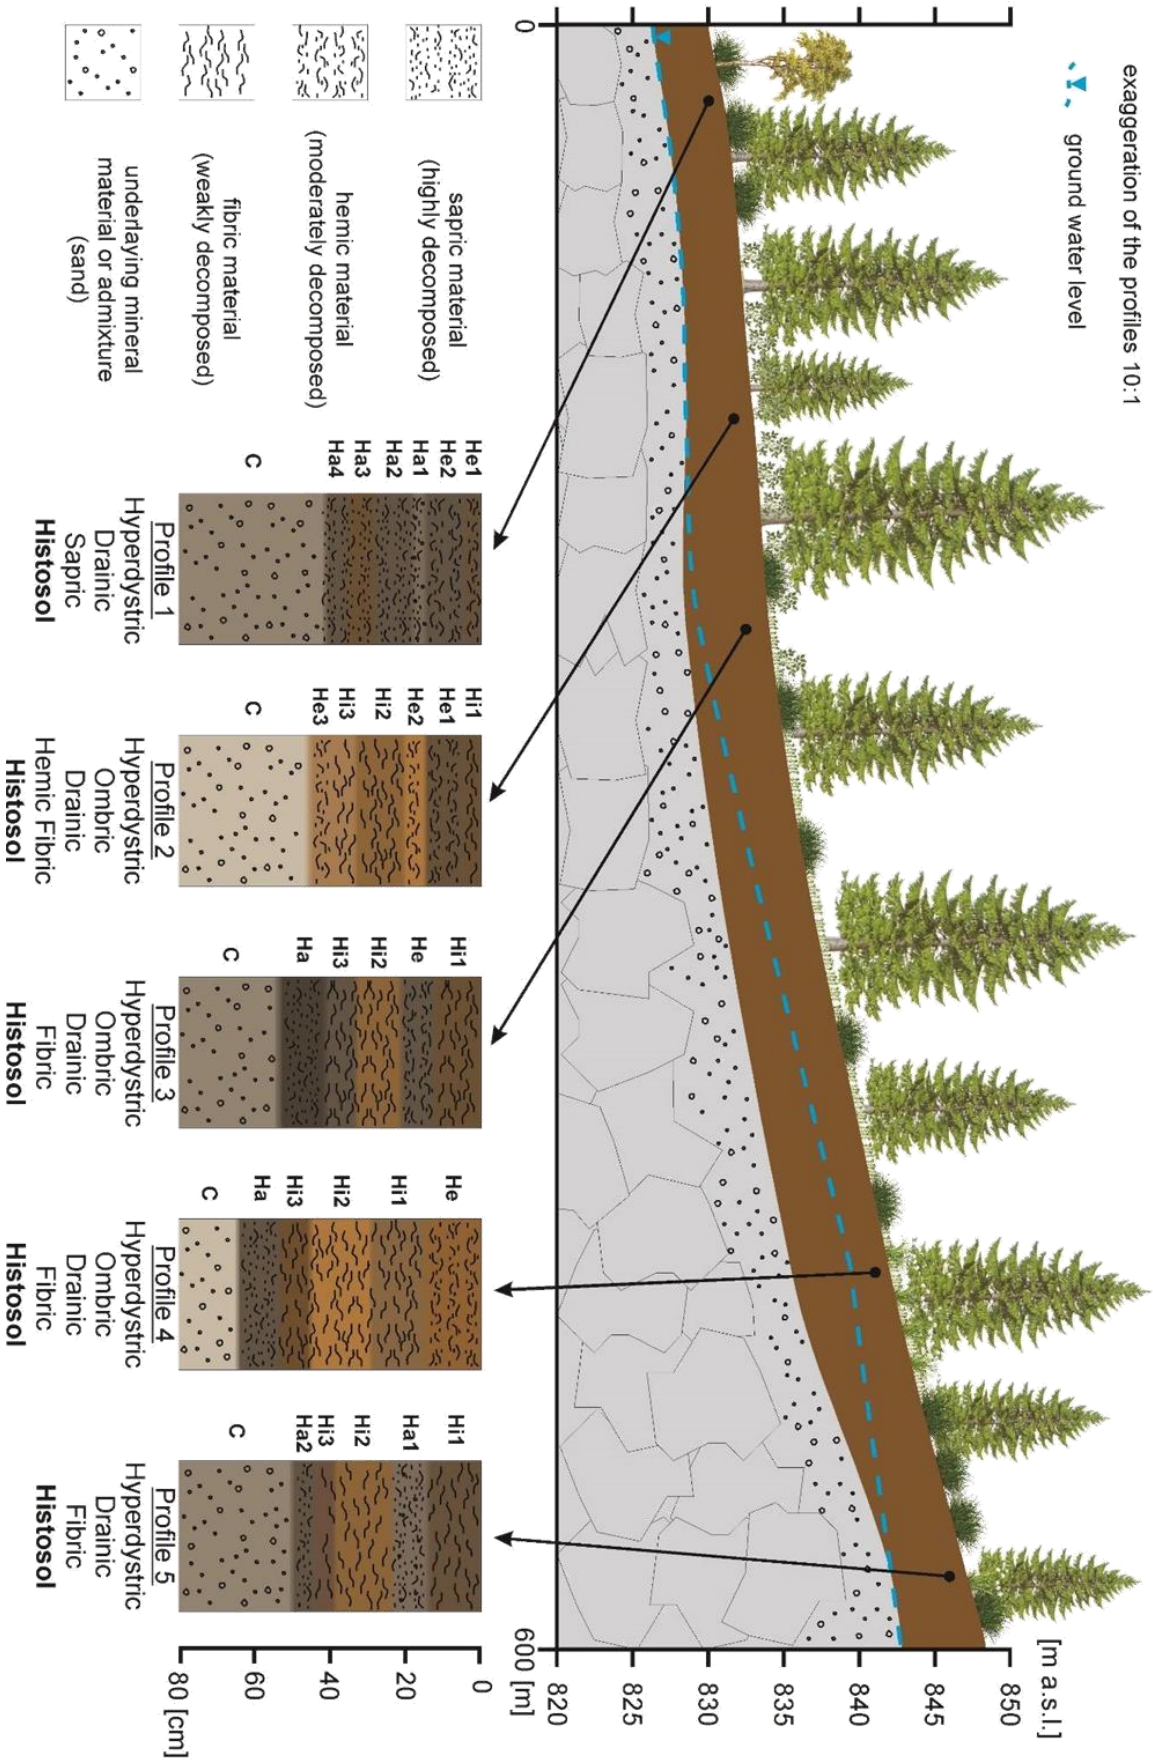 exaggeration of the profiles 10:1
ground water level
[m a.s.l.]
850
845
840
835
830
825
820
0
600 [m]
sapric material
(highly decomposed)
hemic material
(moderately decomposed)
fibric material
(weakly decomposed)
underlaying mineral
material or admixture
(sand)
He1
He2
Ha1
Ha2
Ha3
Ha4
C
Profile 1
Hyperdystric
Drainic
Sapric
Histosol
Hi1
He1
He2
Hi2
Hi3
He3
C
Profile 2
Hyperdystric
Ombric
Drainic
Hemic Fibric
Histosol
Hi1
He
Hi2
Hi3
Ha
C
Profile 3
Hyperdystric
Ombric
Drainic
Fibric
Histosol
He
Hi1
Hi2
Hi3
Ha
C
Profile 4
Hyperdystric
Ombric
Drainic
Fibric
Histosol
Hi1
Ha1
Hi2
Hi3
Ha2
C
Profile 5
Hyperdystric
Drainic
Fibric
Histosol
0
20
40
60
80 [cm]